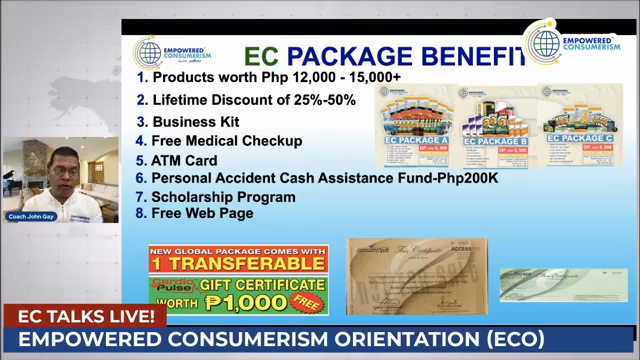 EMPOWERED
CONSUMERISM
EC PACKAGE BENEFIT
EMPOWERED
CONSUMERISM
1. Products worth Php 12,000 - 15,000+
2. Lifetime Discount of 25%-50%
3. Business Kit
4. Free Medical Checkup
5. ATM Card
6. Personal Accident Cash Assistance Fund-Php200K
7. Scholarship Program
8. Free Web Page
EC PACKAGE A
EC PACKAGE B
EC PACKAGE C
Coach John Gay
NEW GLOBAL PACKAGE COMES WITH
1 TRANSFERABLE
Cardio
Pulse
GIFT CERTIFICATE
WORTH ₱1,000 FREE
EC TALKS LIVE!
EMPOWERED CONSUMERISM ORIENTATION (ECO)